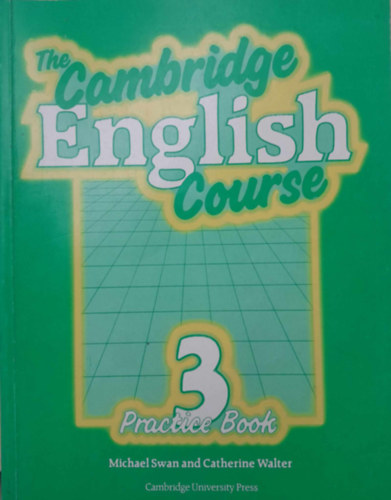 The
Cambridge
English
Course
3
Practice Book
Michael Swan and Catherine Walter
Cambridge University Press